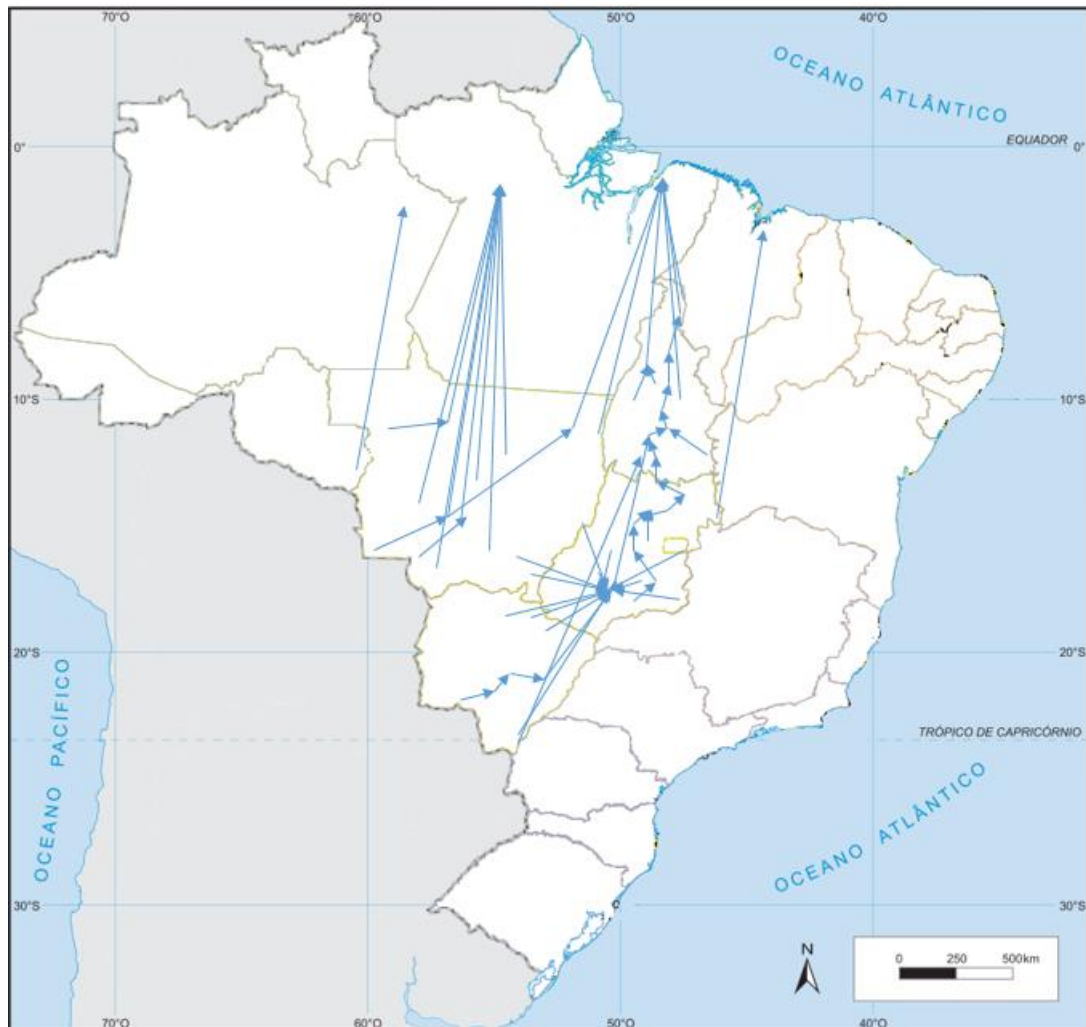 70°O
60°O
50°O
40°O
OCEANO ATLÂNTICO
EQUADOR
0°
0°
10°S
10°S
20°S
20°S
OCEANO PACÍFICO
TRÓPICO DE CAPRICÓRNIO
OCEANO ATLÂNTICO
30°S
30°S
N
0 250 500km
70°O
60°O
50°O
40°O